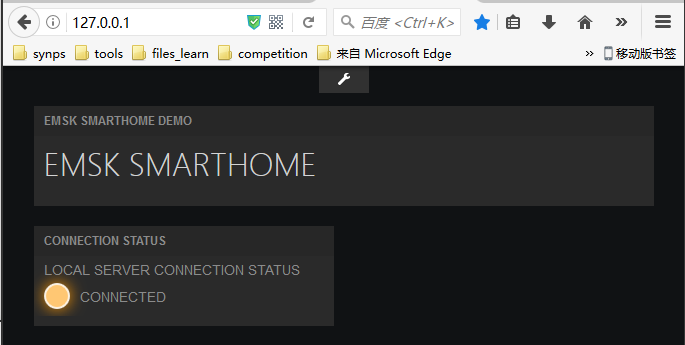 127.0.0.1
百度 <Ctrl+K>
synps tools files_learn competition 来自 Microsoft Edge » 移动版书签
EMSK SMARTHOME DEMO
EMSK SMARTHOME
CONNECTION STATUS
LOCAL SERVER CONNECTION STATUS
CONNECTED